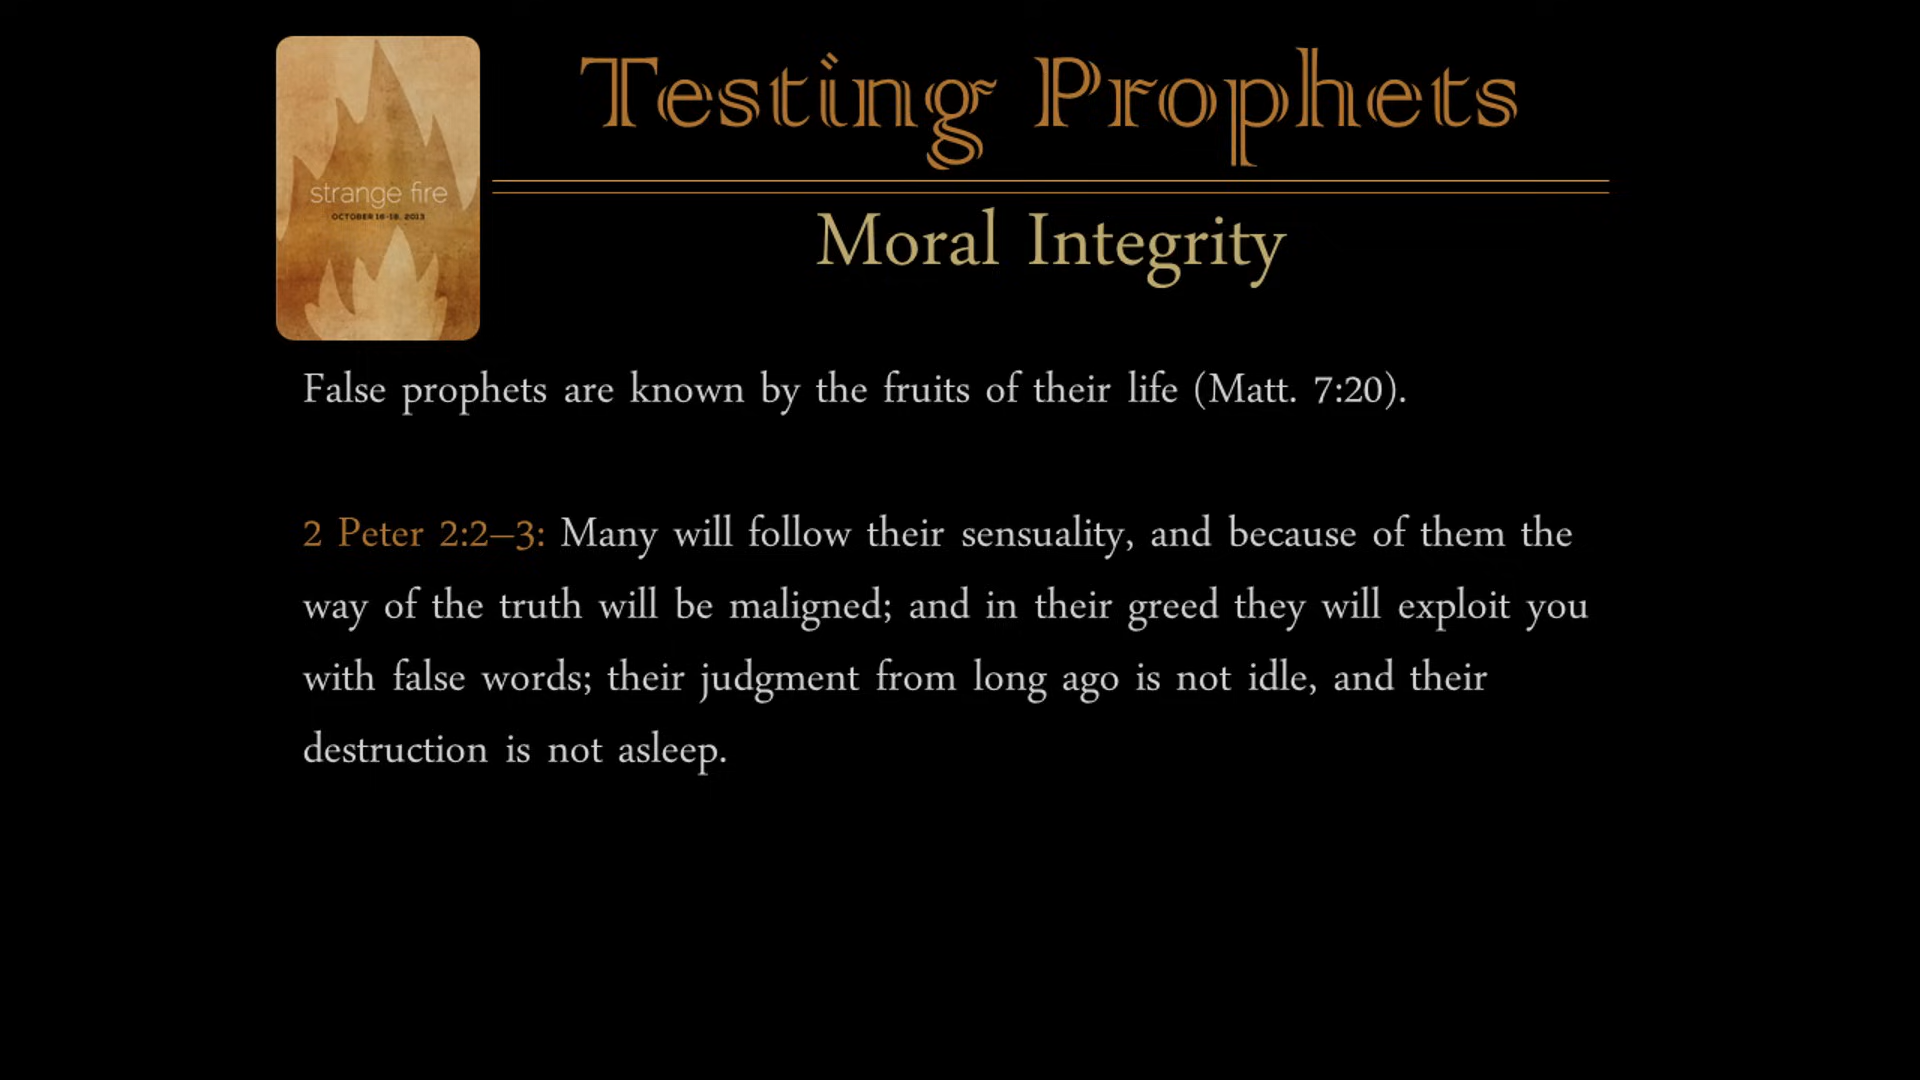 Testing Prophets
strange fire
OCTOBER 16-18, 2013
Moral Integrity
False prophets are known by the fruits of their life (Matt. 7:20).
2 Peter 2:2–3: Many will follow their sensuality, and because of them the
way of the truth will be maligned; and in their greed they will exploit you
with false words; their judgment from long ago is not idle, and their
destruction is not asleep.